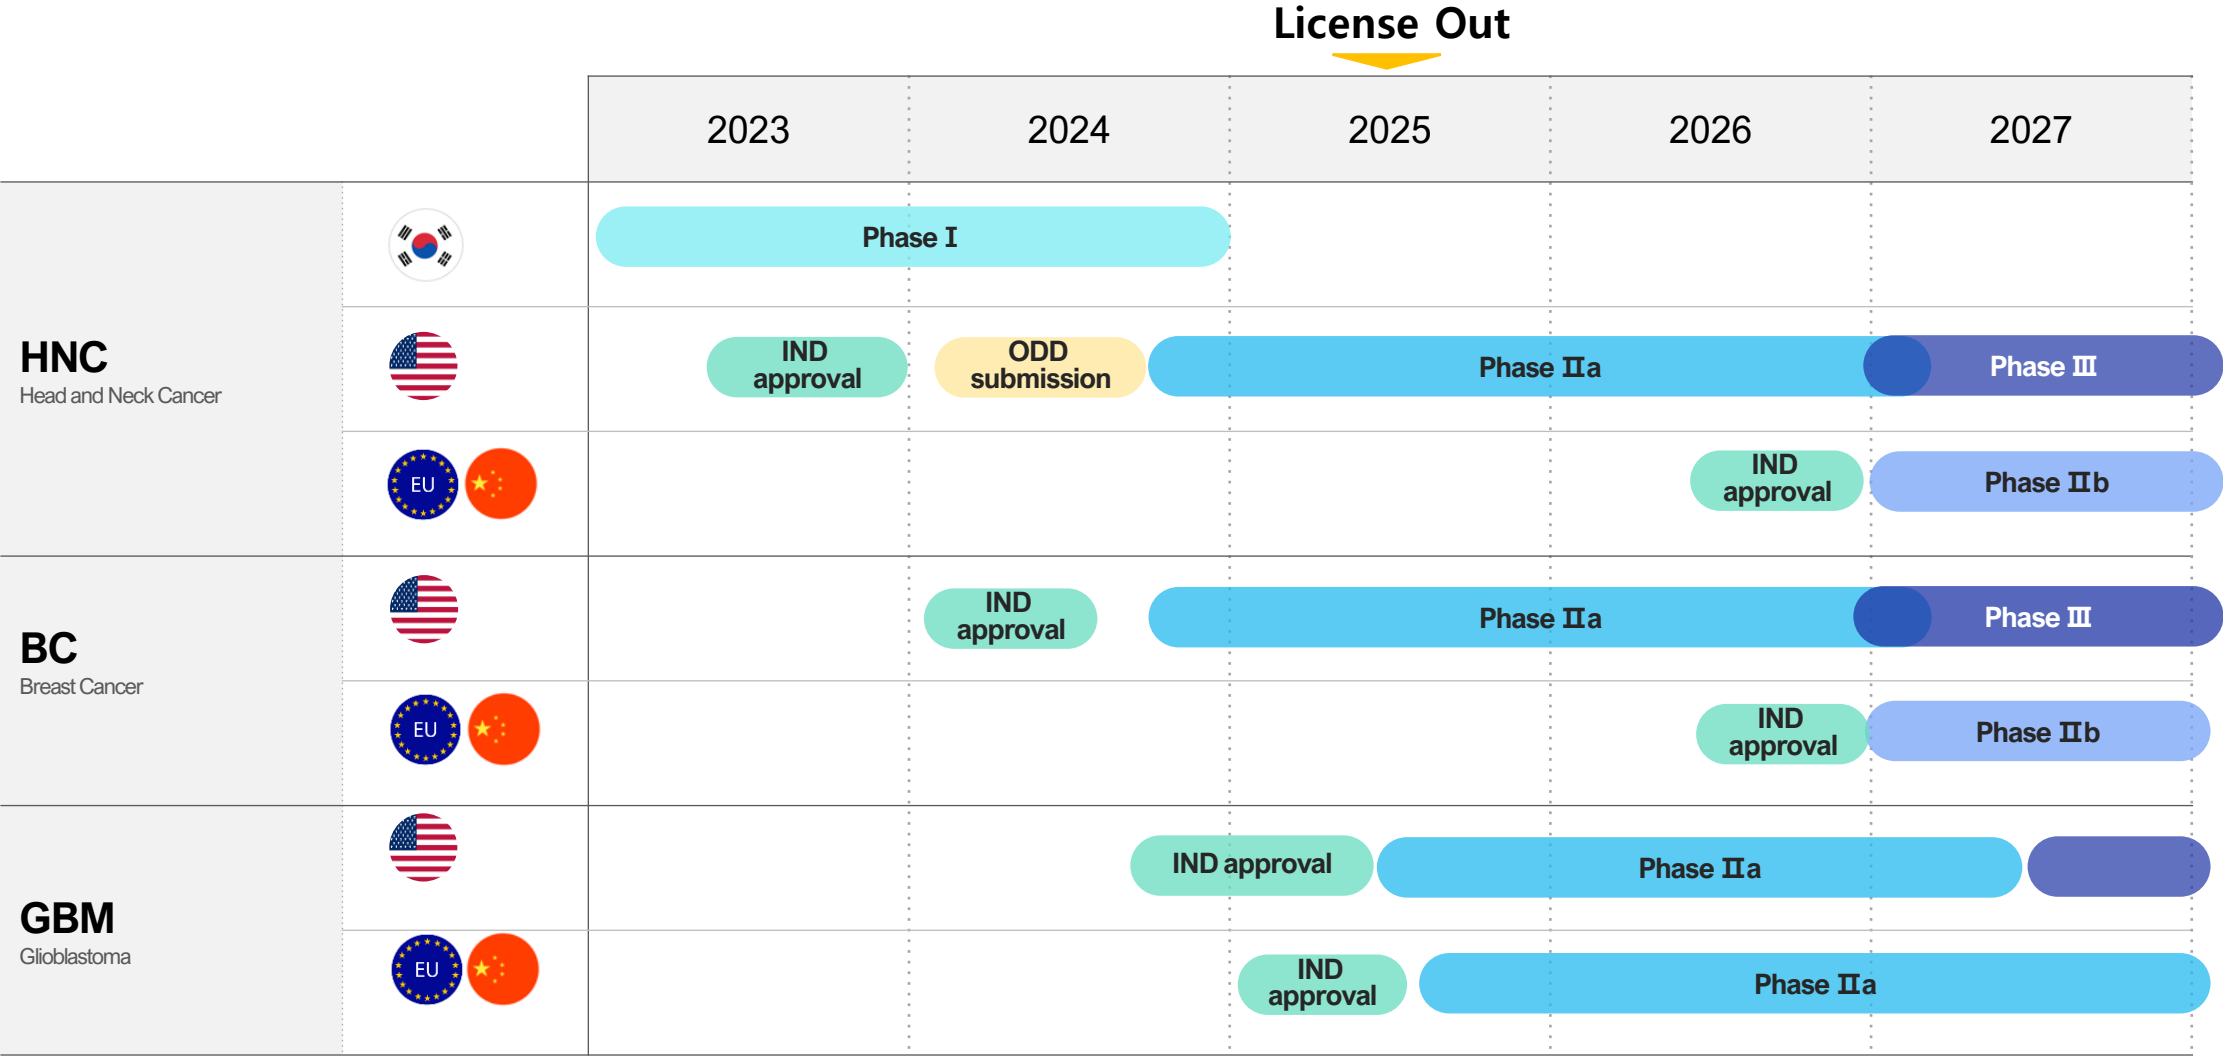 License Out
2023 2024 2025 2026 2027
Phase Ⅰ
HNC
Head and Neck Cancer
IND
approval
ODD
submission
Phase Ⅱa
Phase Ⅲ
EU
IND
approval
Phase Ⅱb
BC
Breast Cancer
IND
approval
Phase Ⅱa
Phase Ⅲ
EU
IND
approval
Phase Ⅱb
GBM
Glioblastoma
IND approval
Phase Ⅱa
EU
IND
approval
Phase Ⅱa